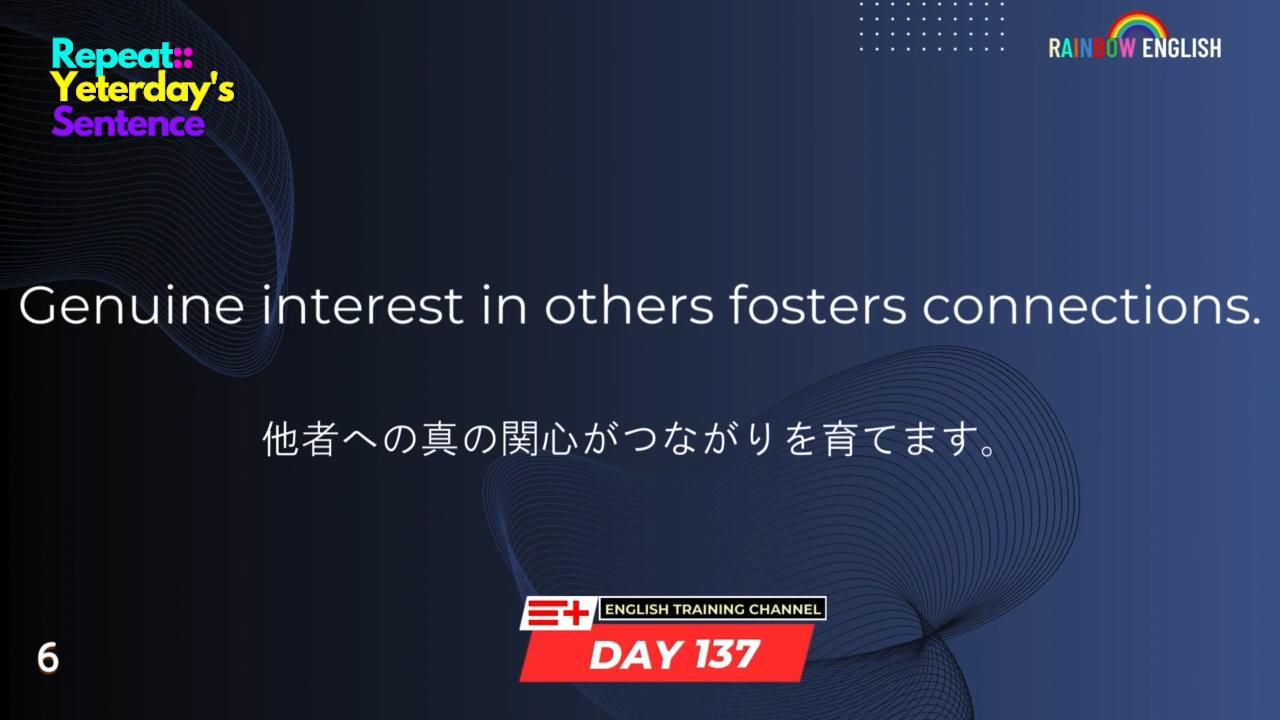 Repeat::
Yeterday's
Sentence
RAINBOW ENGLISH
Genuine interest in others fosters connections.
他者への真の関心がつながりを育てます。
ENGLISH TRAINING CHANNEL
DAY 137
6